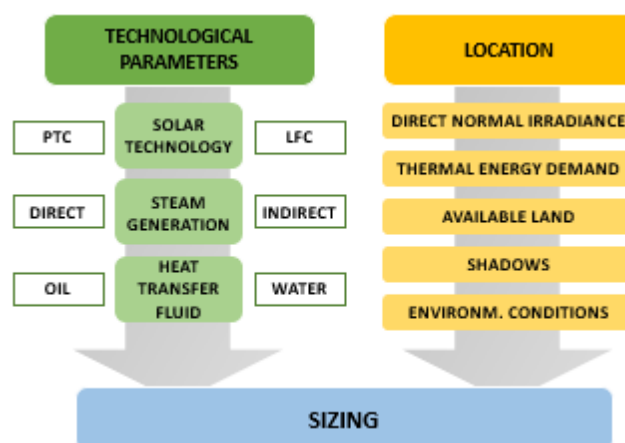 TECHNOLOGICAL
PARAMETERS
LOCATION
PTC
SOLAR
TECHNOLOGY
LFC
DIRECT
STEAM
GENERATION
INDIRECT
OIL
HEAT
TRANSFER
FLUID
WATER
DIRECT NORMAL IRRADIANCE
THERMAL ENERGY DEMAND
AVAILABLE LAND
SHADOWS
ENVIRONM. CONDITIONS
SIZING